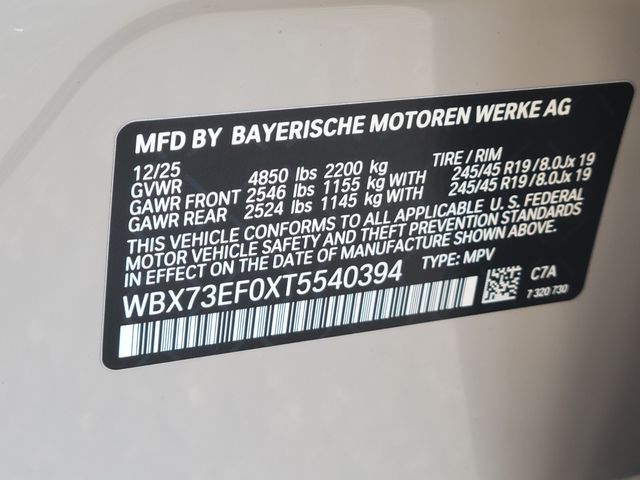 MFD BY BAYERISCHE MOTOREN WERKE AG
12/25 TIRE / RIM
GVWR 4850 lbs 2200 kg
GAWR FRONT 2546 lbs 1155 kg WITH 245/45 R19/8.0Jx 19
GAWR REAR 2524 lbs 1145 kg WITH 245/45 R19/8.0Jx 19
THIS VEHICLE CONFORMS TO ALL APPLICABLE U. S. FEDERAL
MOTOR VEHICLE SAFETY AND THEFT PREVENTION STANDARDS
IN EFFECT ON THE DATE OF MANUFACTURE SHOWN ABOVE.
WBX73EF0XT5540394 TYPE: MPV
C7A
7 320 730